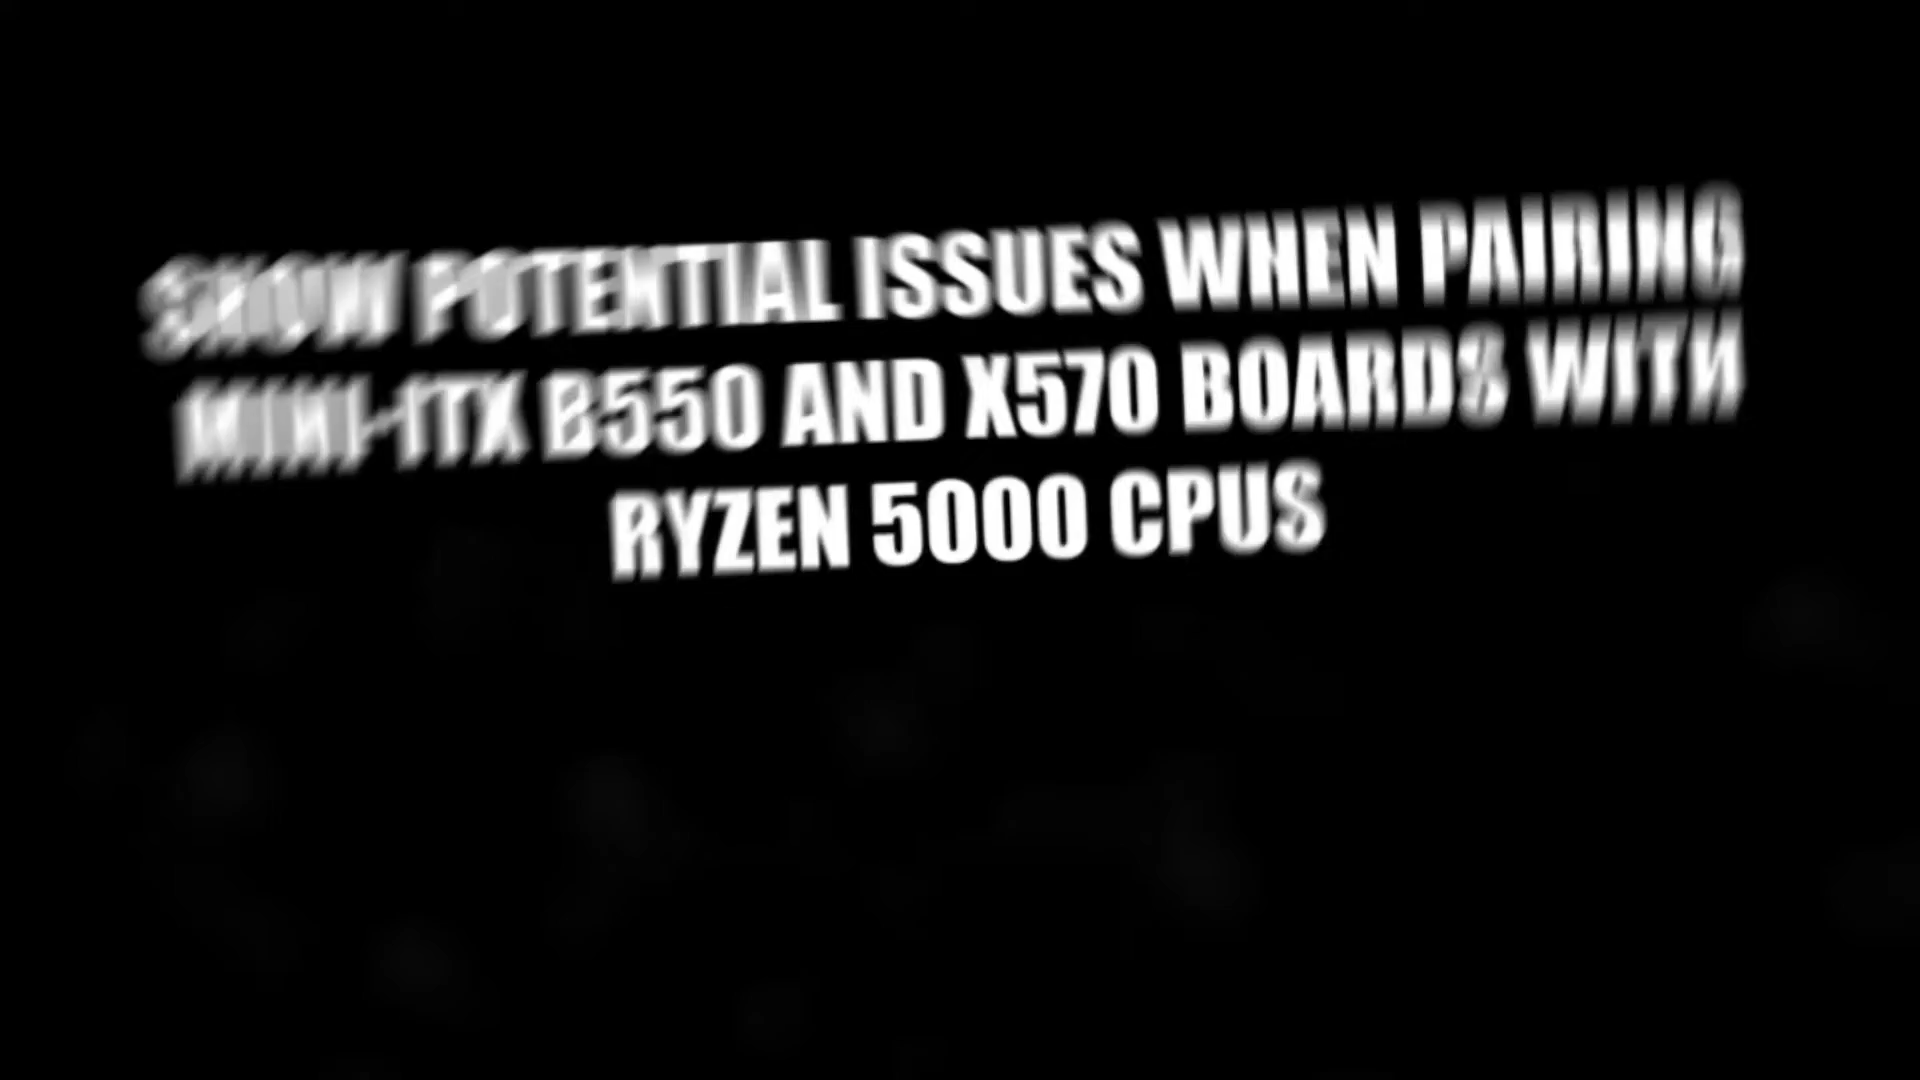 SHOW POTENTIAL ISSUES WHEN PAIRING
MINI-ITX B550 AND X570 BOARDS WITH
RYZEN 5000 CPUS